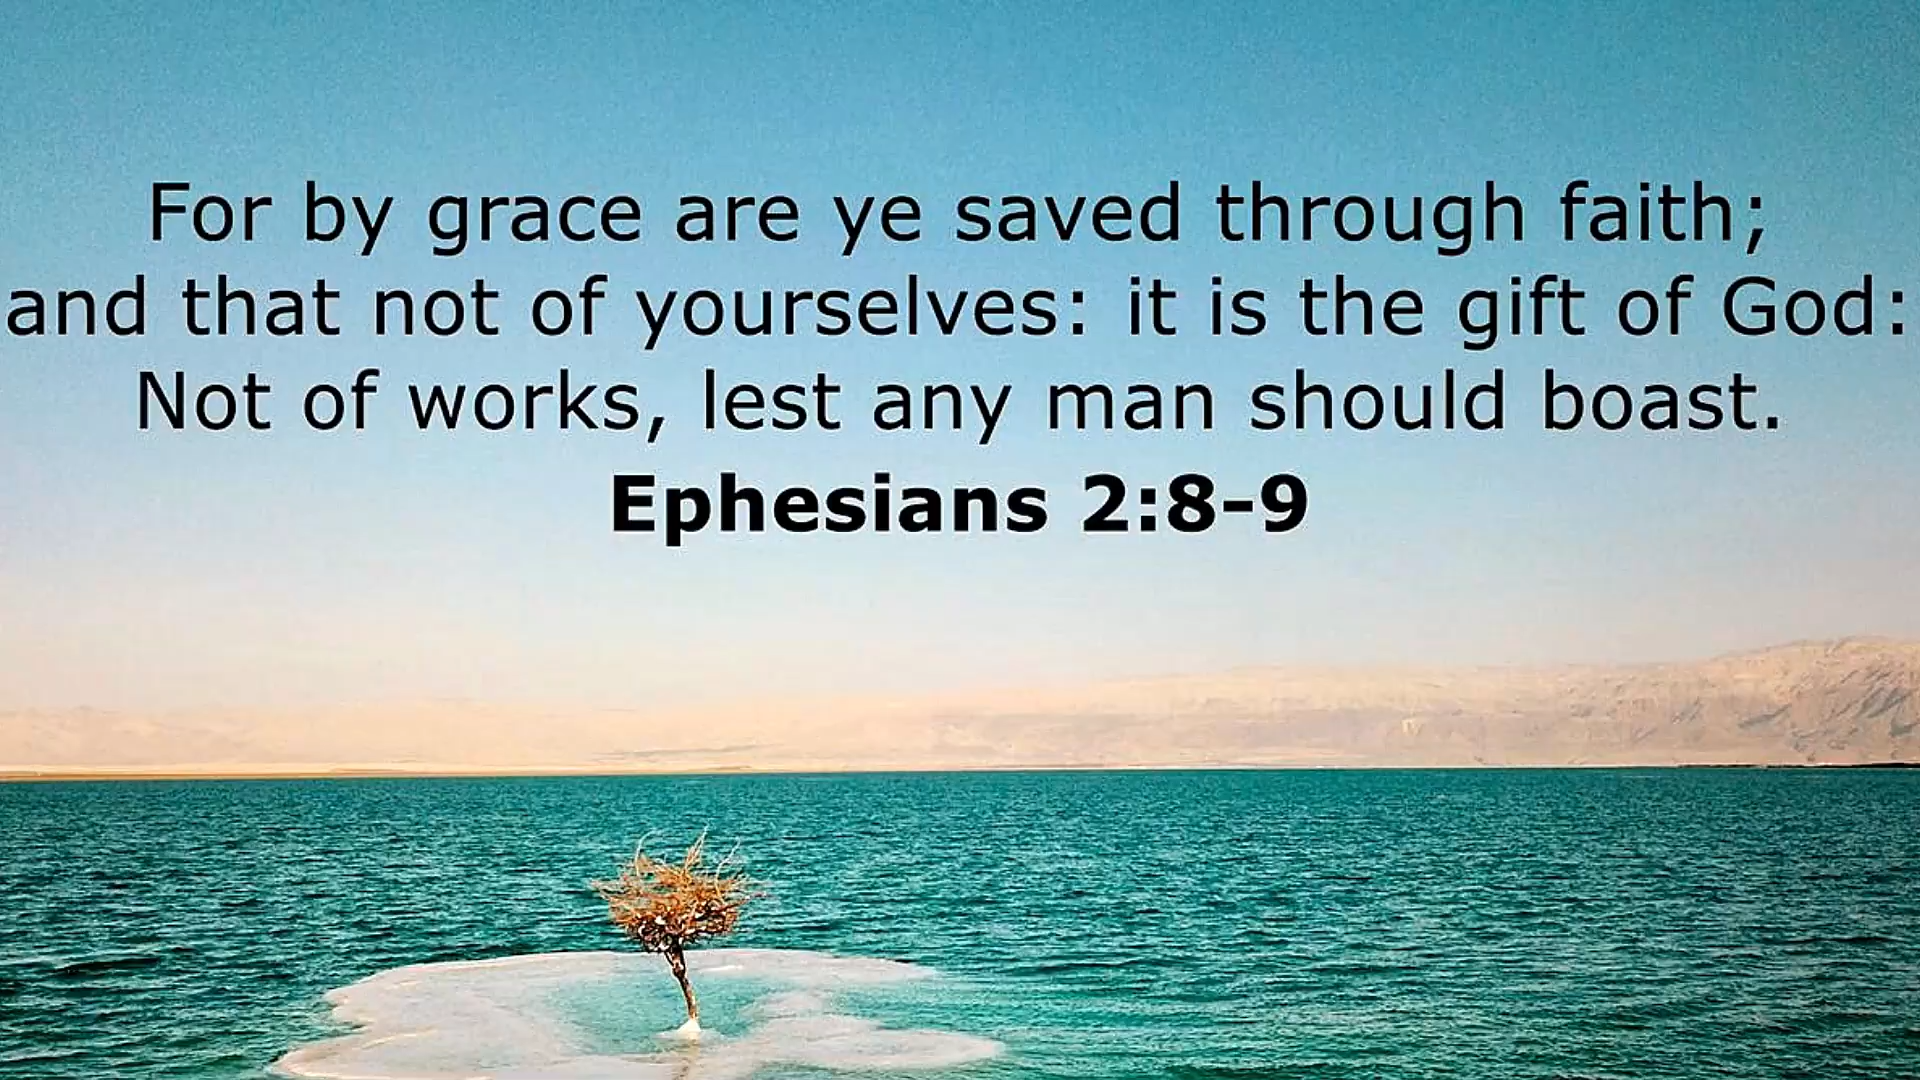 For by grace are ye saved through faith;
and that not of yourselves: it is the gift of God:
Not of works, lest any man should boast.
Ephesians 2:8-9